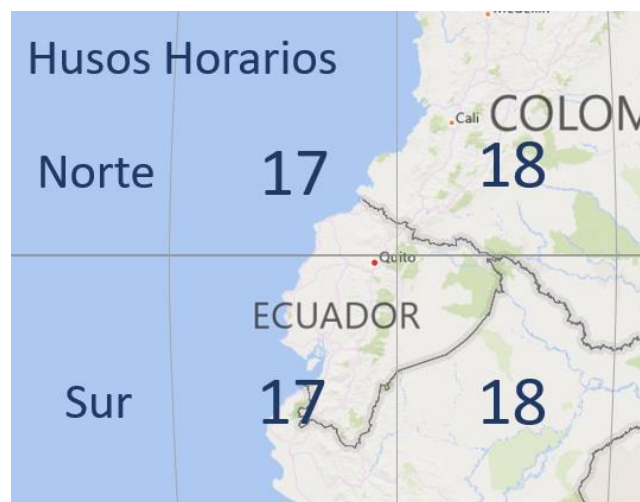 Husos Horarios
Cali
COLOM
Norte 17 18
Quito
ECUADOR
Sur 17 18